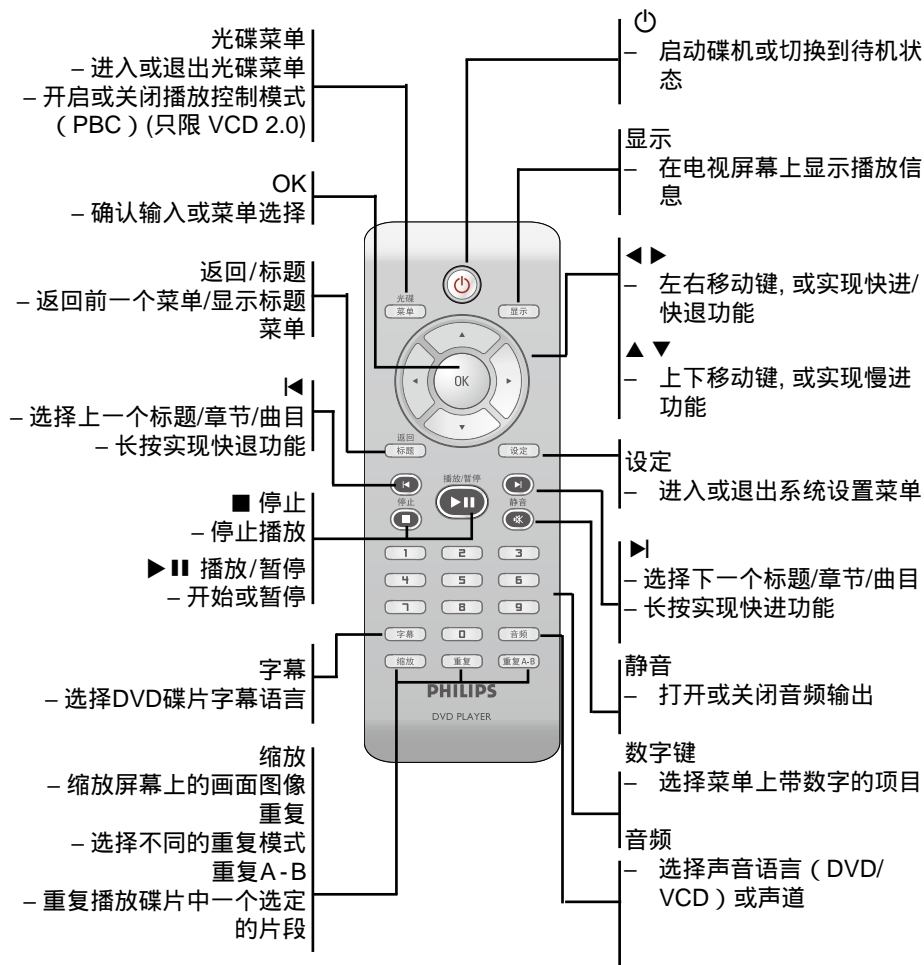 光碟菜单
– 进入或退出光碟菜单
– 开启或关闭播放控制模式
（PBC）(只限 VCD 2.0)
OK
– 确认输入或菜单选择
返回/标题
– 返回前一个菜单/显示标题
菜单
– 选择上一个标题/章节/曲目
– 长按实现快退功能
■ 停止
– 停止播放
▶❚❚ 播放/暂停
– 开始或暂停
字幕
– 选择DVD碟片字幕语言
缩放
– 缩放屏幕上的画面图像
重复
– 选择不同的重复模式
重复A-B
– 重复播放碟片中一个选定
的片段
光碟
菜单
显示
OK
返回
标题
设定
播放/暂停
停止
静音
1 2 3
4 5 6
7 8 9
字幕 0 音频
缩放 重复 重复 A-B
PHILIPS
DVD PLAYER
– 启动碟机或切换到待机状
态
显示
– 在电视屏幕上显示播放信
息
◀ ▶
– 左右移动键, 或实现快进/
快退功能
▲ ▼
– 上下移动键, 或实现慢进
功能
设定
– 进入或退出系统设置菜单
– 选择下一个标题/章节/曲目
– 长按实现快进功能
静音
– 打开或关闭音频输出
数字键
– 选择菜单上带数字的项目
音频
– 选择声音语言（DVD/
VCD）或声道